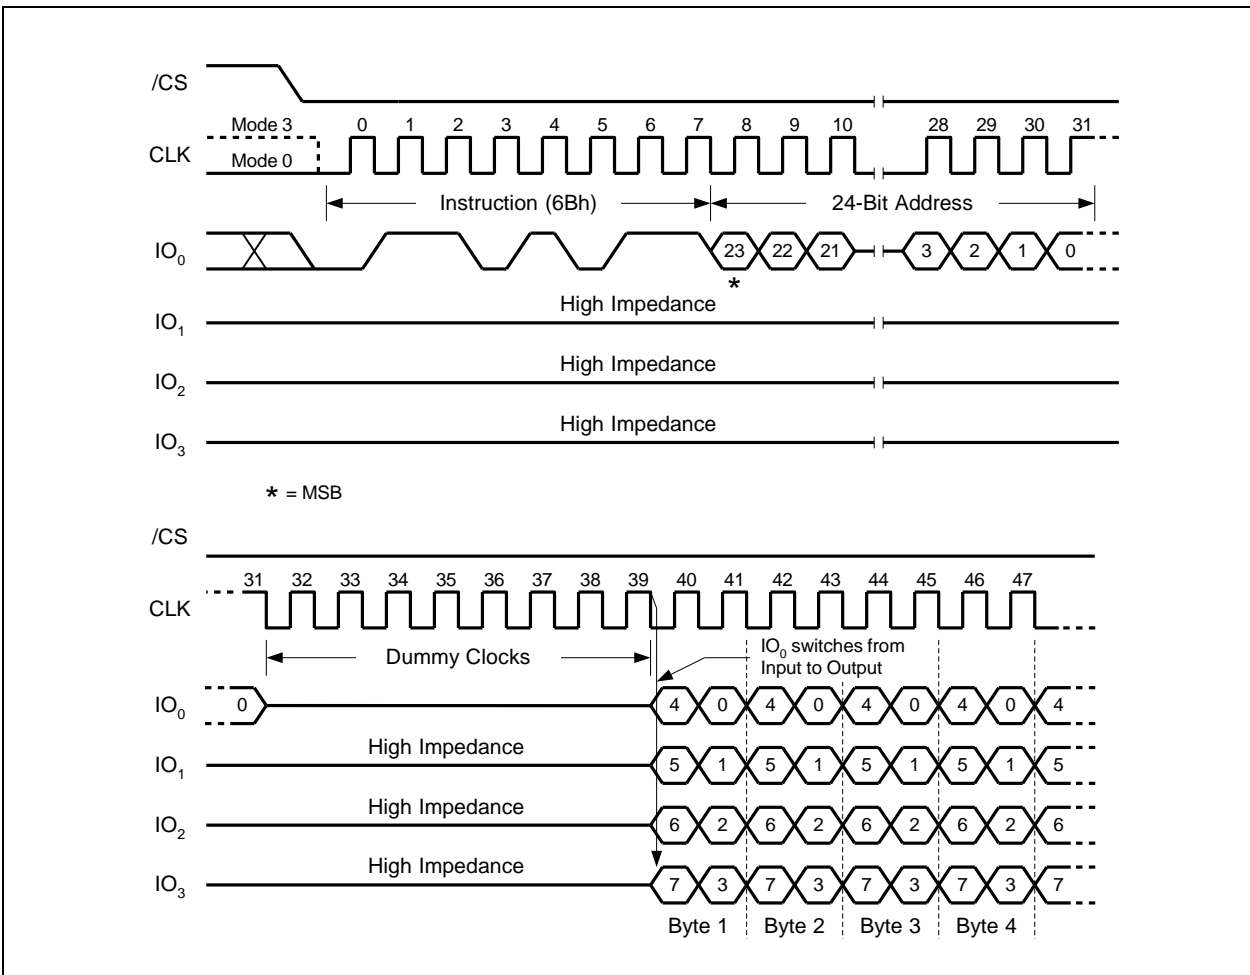 /CS
Mode 3 0 1 2 3 4 5 6 7 8 9 10 28 29 30 31
CLK
Mode 0
Instruction (6Bh) 24-Bit Address
IO0 23 22 21 3 2 1 0
*
High Impedance
IO1
High Impedance
IO2
High Impedance
IO3
* = MSB
/CS
31 32 33 34 35 36 37 38 39 40 41 42 43 44 45 46 47
CLK
IO0 switches from
Dummy Clocks Input to Output
IO0 0 4 0 4 0 4 0 4 0 4
High Impedance
IO1 5 1 5 1 5 1 5 1 5
High Impedance
IO2 6 2 6 2 6 2 6 2 6
High Impedance
IO3 7 3 7 3 7 3 7 3 7
Byte 1 Byte 2 Byte 3 Byte 4